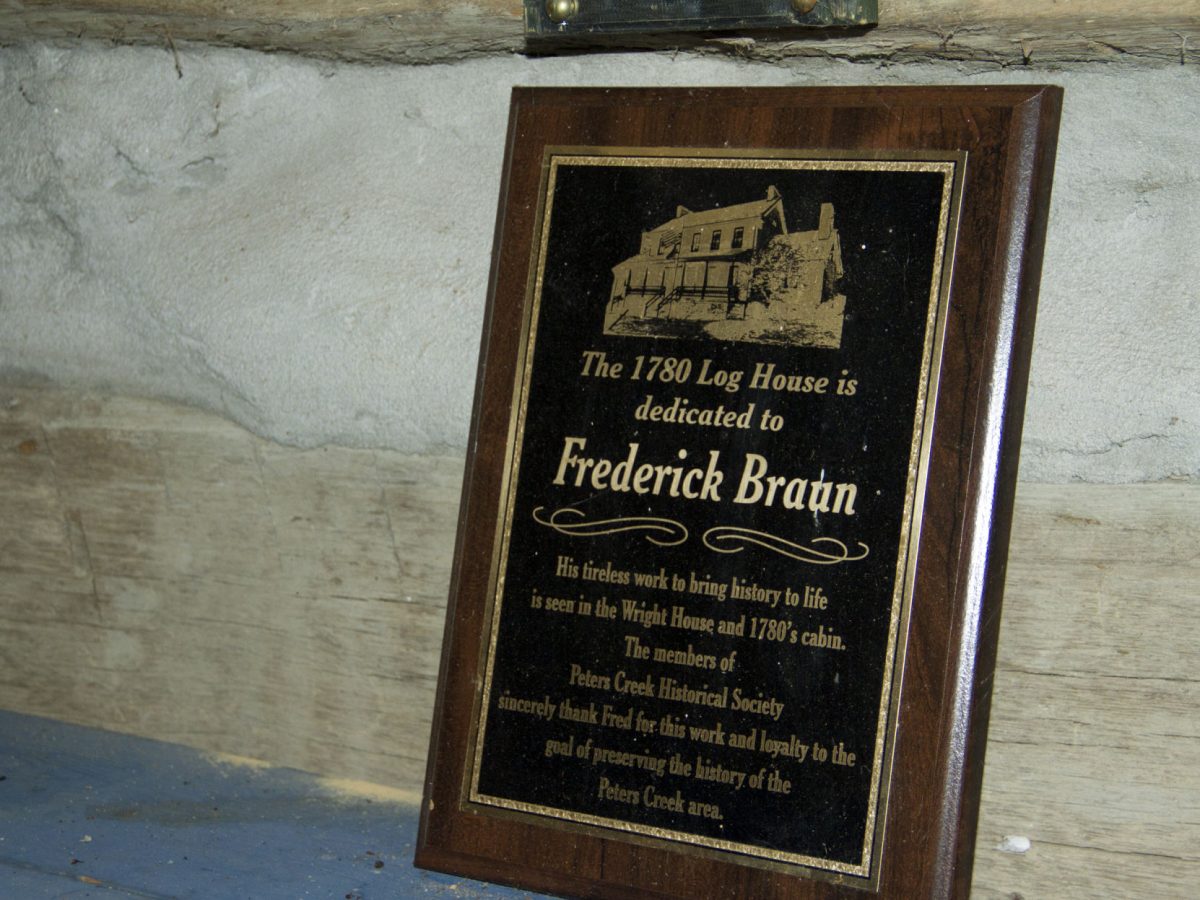 The 1780 Log House is
dedicated to
Frederick Braun
His tireless work to bring history to life
is seen in the Wright House and 1780's cabin.
The members of
Peters Creek Historical Society
sincerely thank Fred for this work and loyalty to the
goal of preserving the history of the
Peters Creek area.